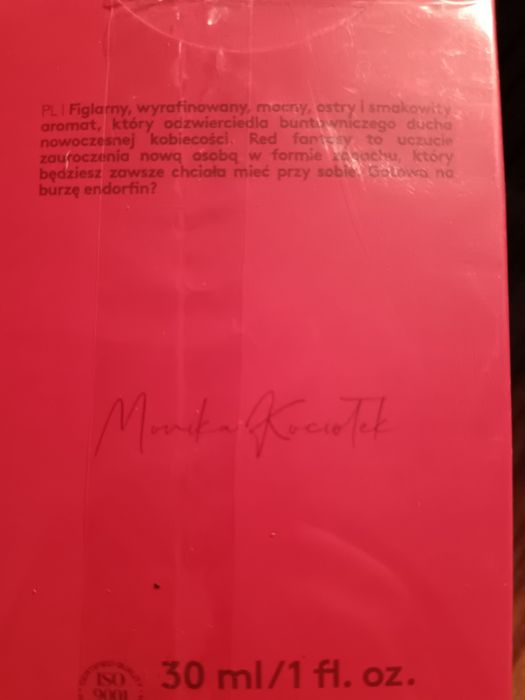 PL | Figlarny, wyrafinowany, mocny, ostry i smakowity
aromat, który odzwierciedla buntowniczego ducha
nowoczesnej kobiecości. Red fantasy to uczucie
zauroczenia nową osobą w formie zapachu, który
będziesz zawsze chciała mieć przy sobie. Gotowa na
burzę endorfin?
Monika Kociołek
ISO
9001
30 ml/1 fl. oz.